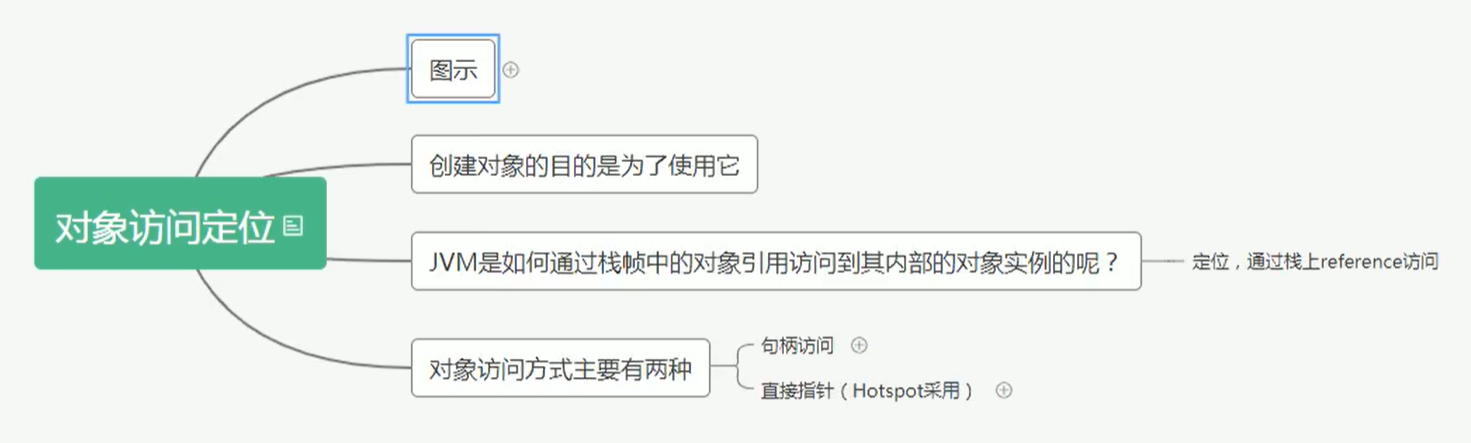 对象访问定位
图示
创建对象的目的是为了使用它
JVM是如何通过栈帧中的对象引用访问到其内部的对象实例的呢？
定位，通过栈上reference访问
对象访问方式主要有两种
句柄访问
直接指针（Hotspot采用）